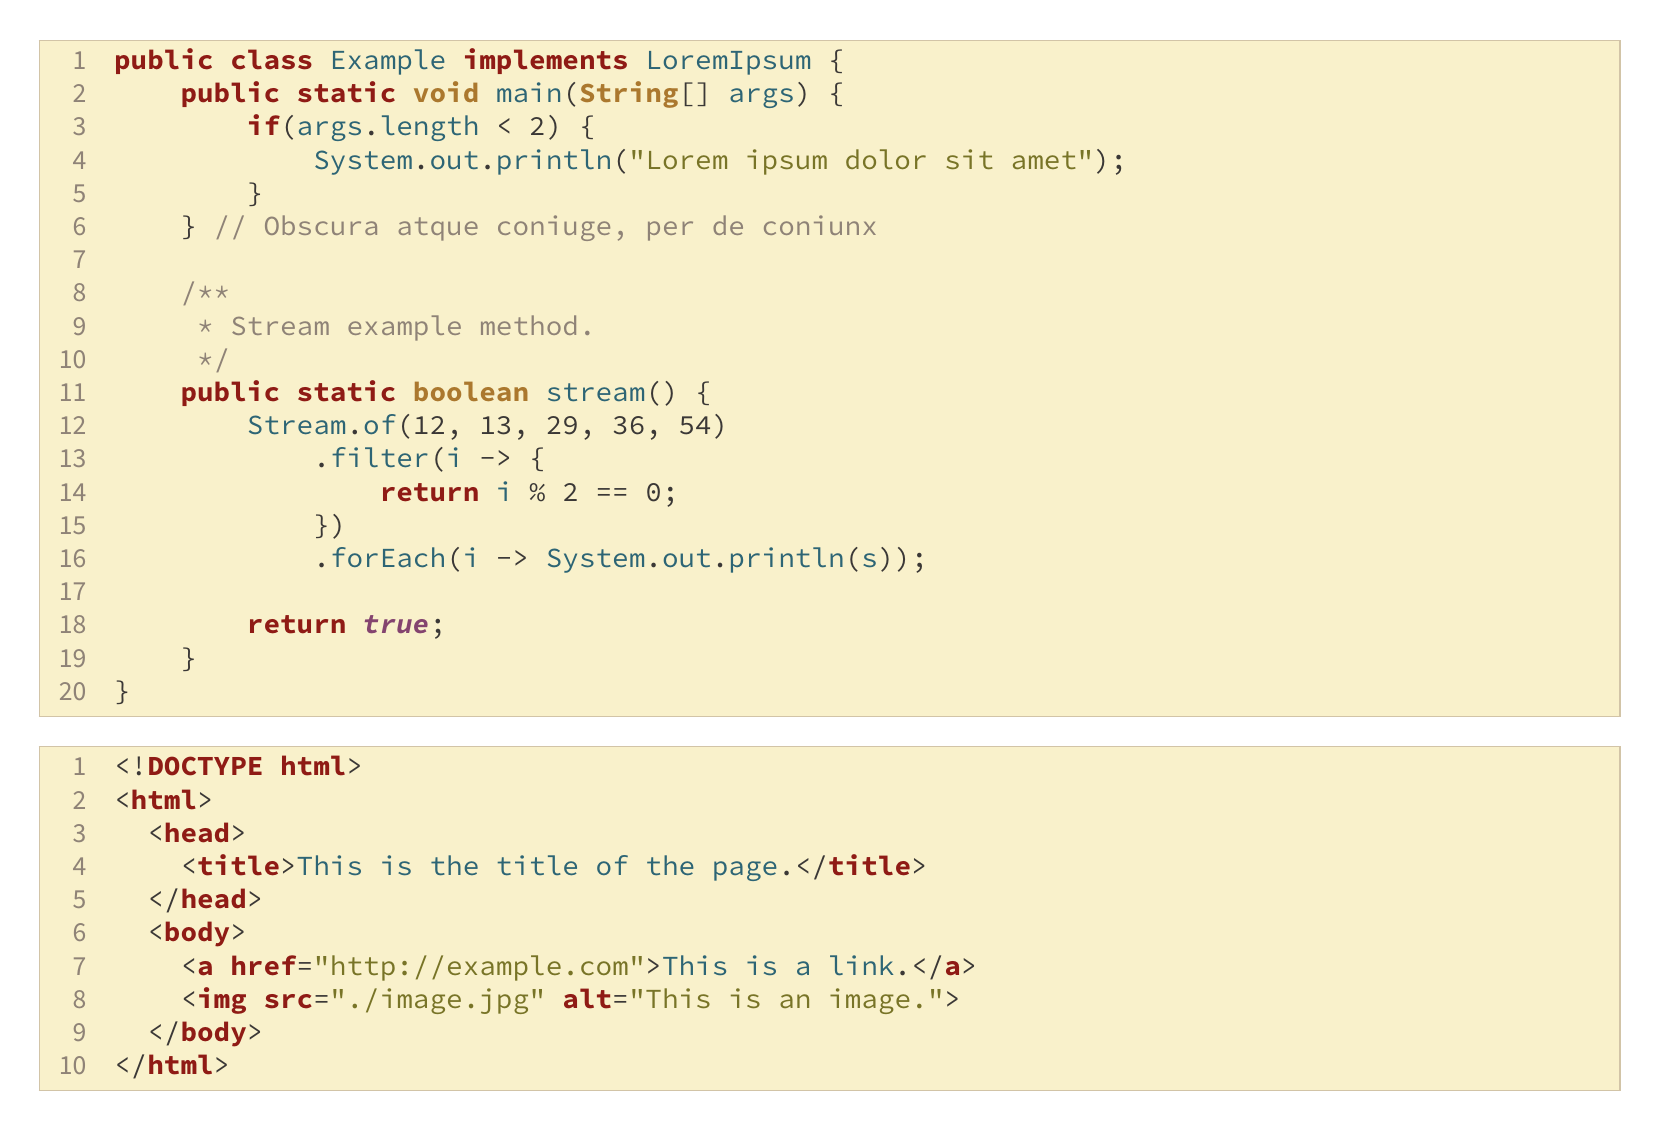 1 public class Example implements LoremIpsum {
2     public static void main(String[] args) {
3         if(args.length < 2) {
4             System.out.println("Lorem ipsum dolor sit amet");
5         }
6     } // Obscura atque coniuge, per de coniunx
7
8     /**
9      * Stream example method.
10      */
11     public static boolean stream() {
12         Stream.of(12, 13, 29, 36, 54)
13             .filter(i -> {
14                 return i % 2 == 0;
15             })
16             .forEach(i -> System.out.println(s));
17
18         return true;
19     }
20 }
1 <!DOCTYPE html>
2 <html>
3   <head>
4     <title>This is the title of the page.</title>
5   </head>
6   <body>
7     <a href="http://example.com">This is a link.</a>
8     <img src="./image.jpg" alt="This is an image.">
9   </body>
10 </html>